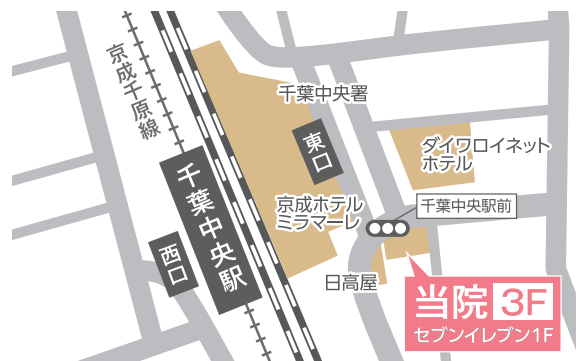 京成千原線
千葉中央署
東口
ダイワロイネット
ホテル
千葉中央駅
京成ホテル
ミラマーレ
千葉中央駅前
西口
日高屋
当院 3F
セブンイレブン1F